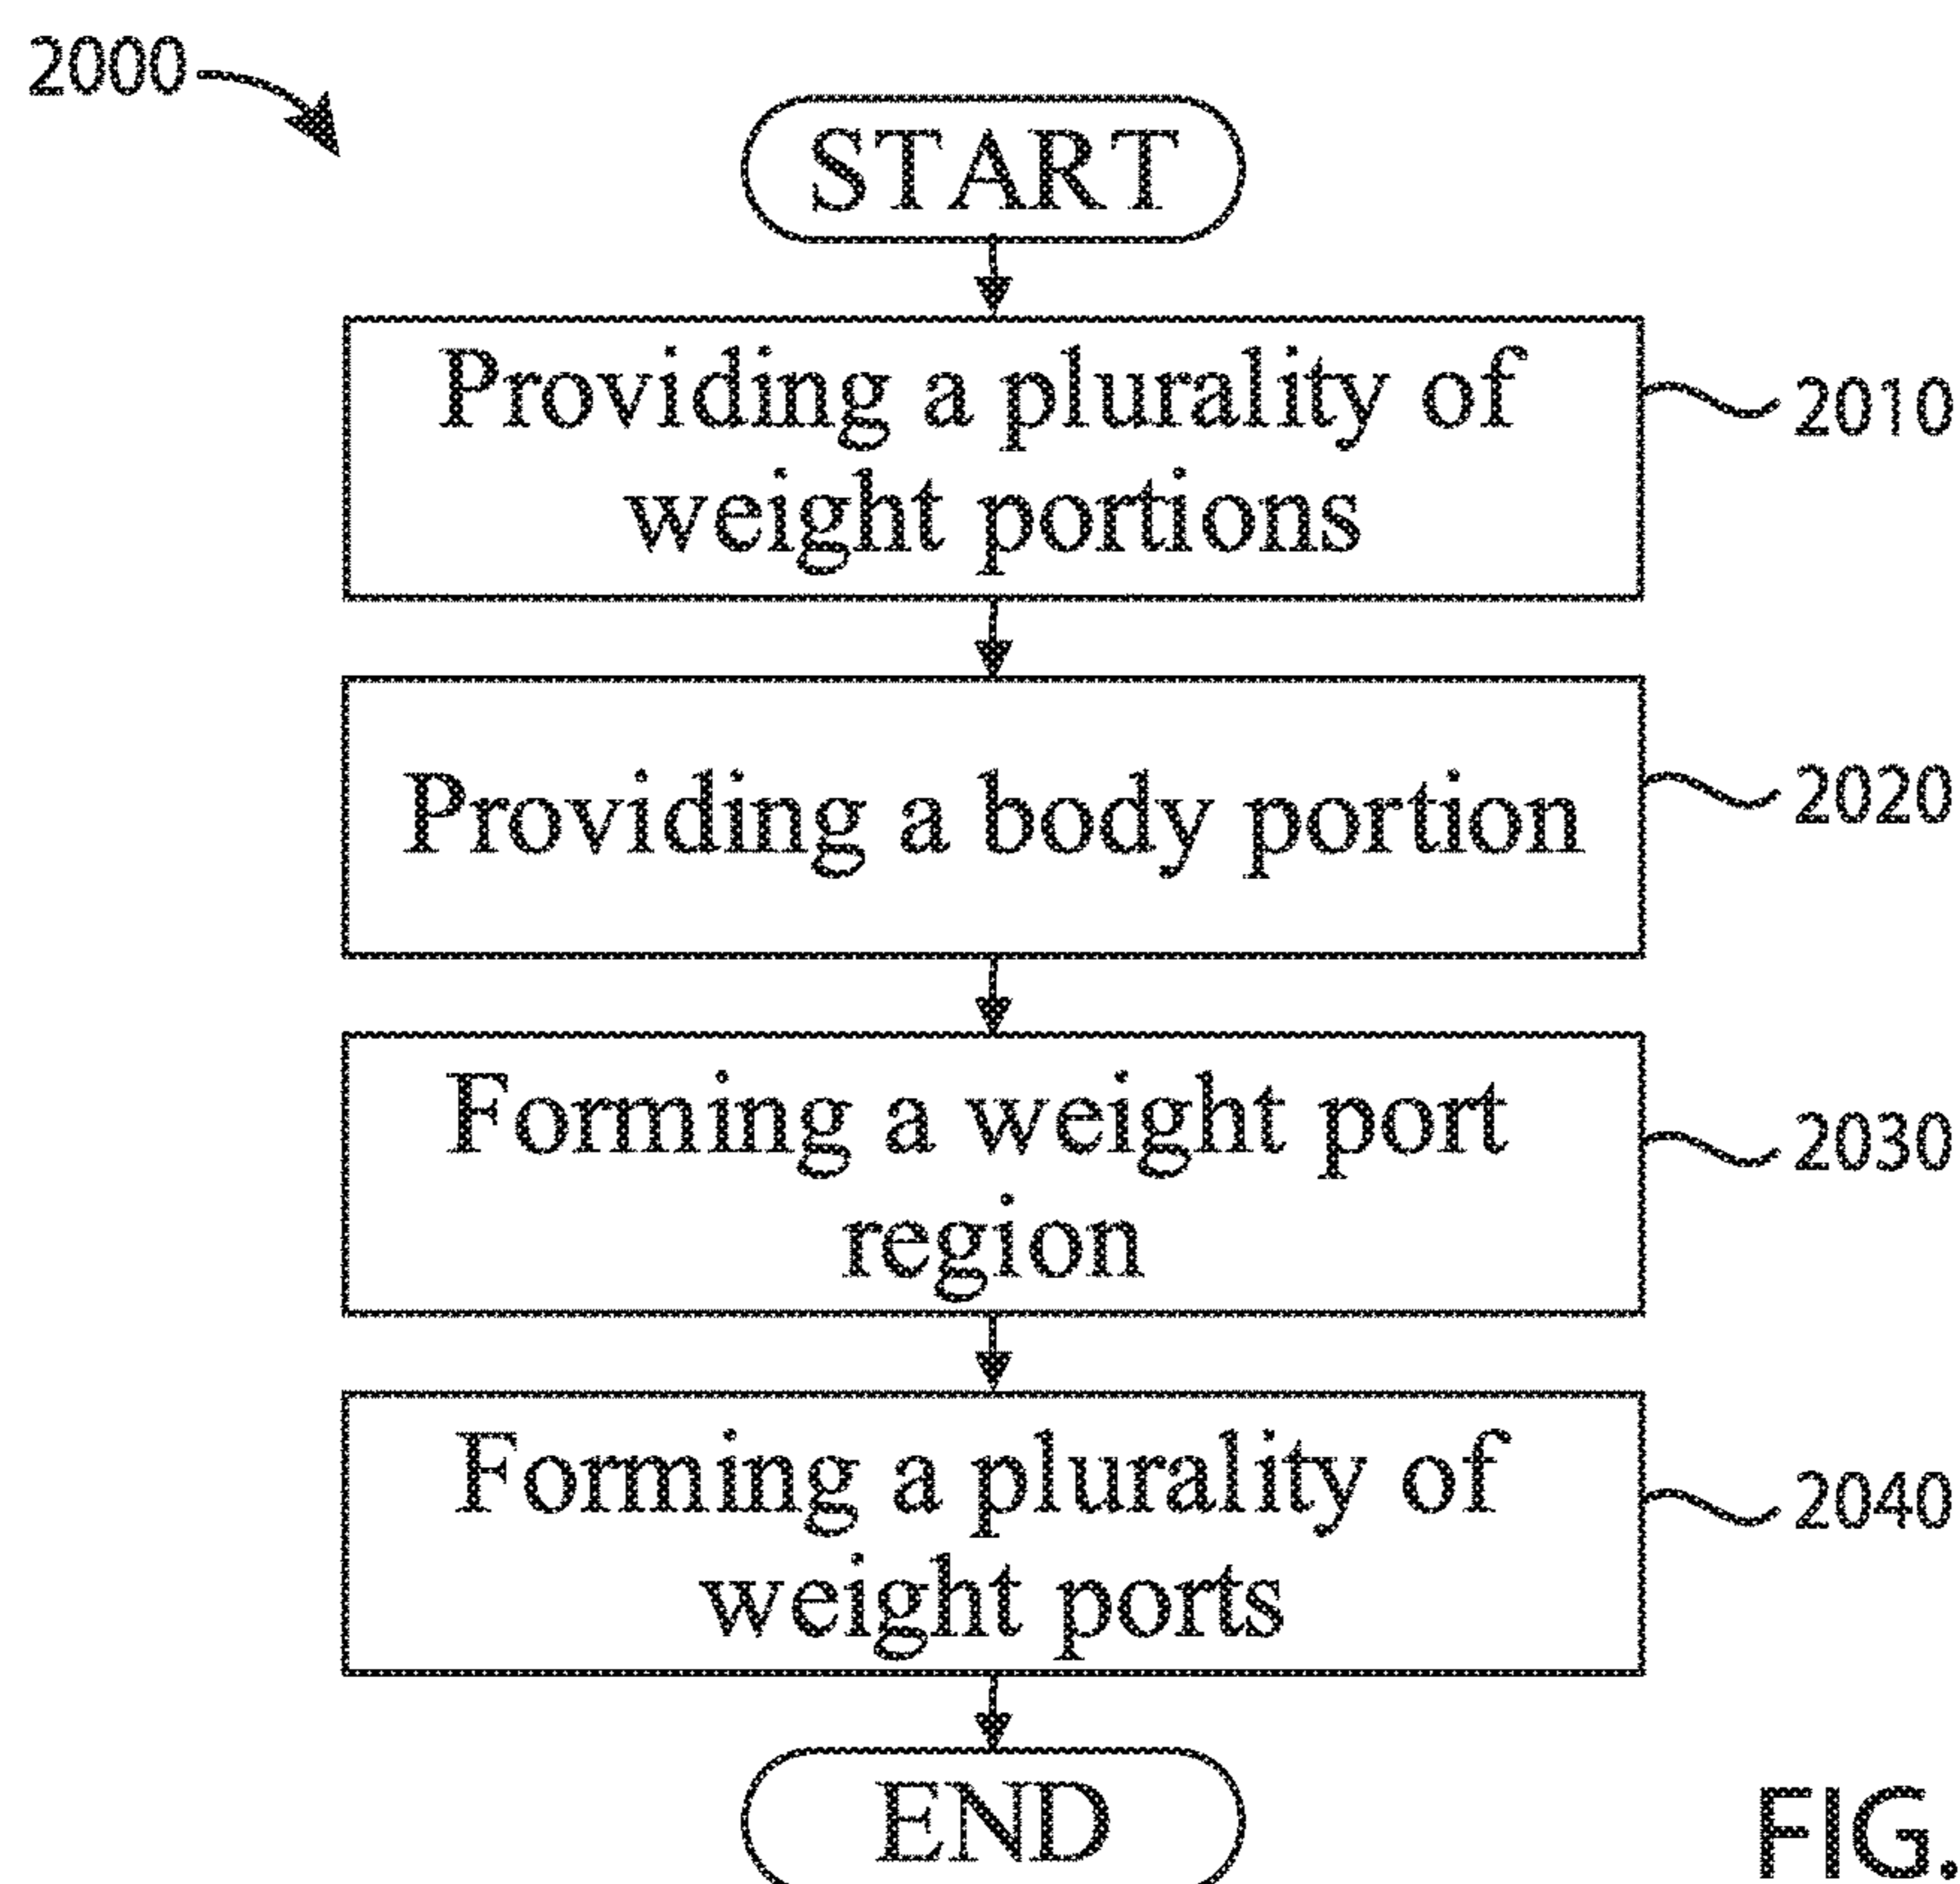 2000
START
Providing a plurality of
weight portions
2010
Providing a body portion
2020
Forming a weight port
region
2030
Forming a plurality of
weight ports
2040
END
FIG.